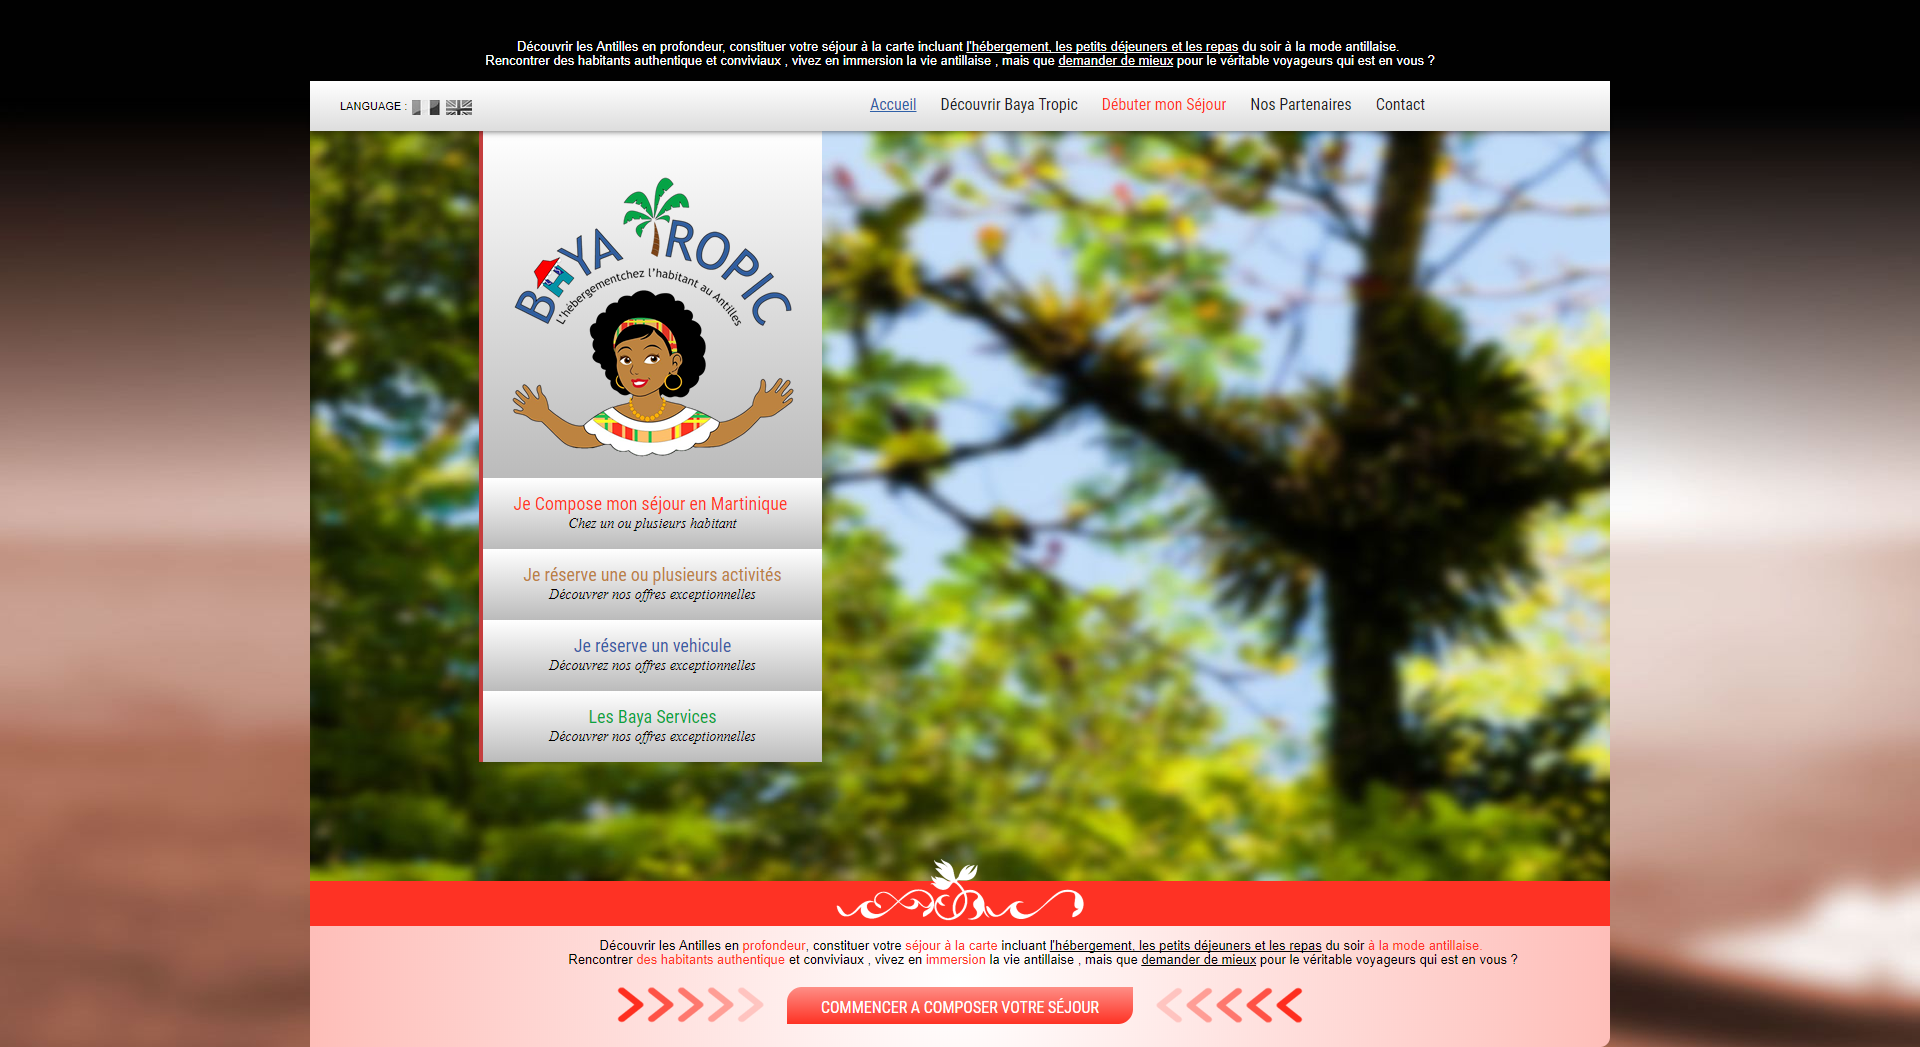 Découvrir les Antilles en profondeur, constituer votre séjour à la carte incluant l'hébergement, les petits déjeuners et les repas du soir à la mode antillaise.
Rencontrer des habitants authentique et conviviaux , vivez en immersion la vie antillaise , mais que demander de mieux pour le véritable voyageurs qui est en vous ?
LANGUAGE :
Accueil Découvrir Baya Tropic Débuter mon Séjour Nos Partenaires Contact
BAYA TROPIC
L'hébergementchez l'habitant au Antilles
Je Compose mon séjour en Martinique
Chez un ou plusieurs habitant
Je réserve une ou plusieurs activités
Découvrer nos offres exceptionnelles
Je réserve un vehicule
Découvrez nos offres exceptionnelles
Les Baya Services
Découvrer nos offres exceptionnelles
Découvrir les Antilles en profondeur, constituer votre séjour à la carte incluant l'hébergement, les petits déjeuners et les repas du soir à la mode antillaise.
Rencontrer des habitants authentique et conviviaux , vivez en immersion la vie antillaise , mais que demander de mieux pour le véritable voyageurs qui est en vous ?
COMMENCER A COMPOSER VOTRE SÉJOUR